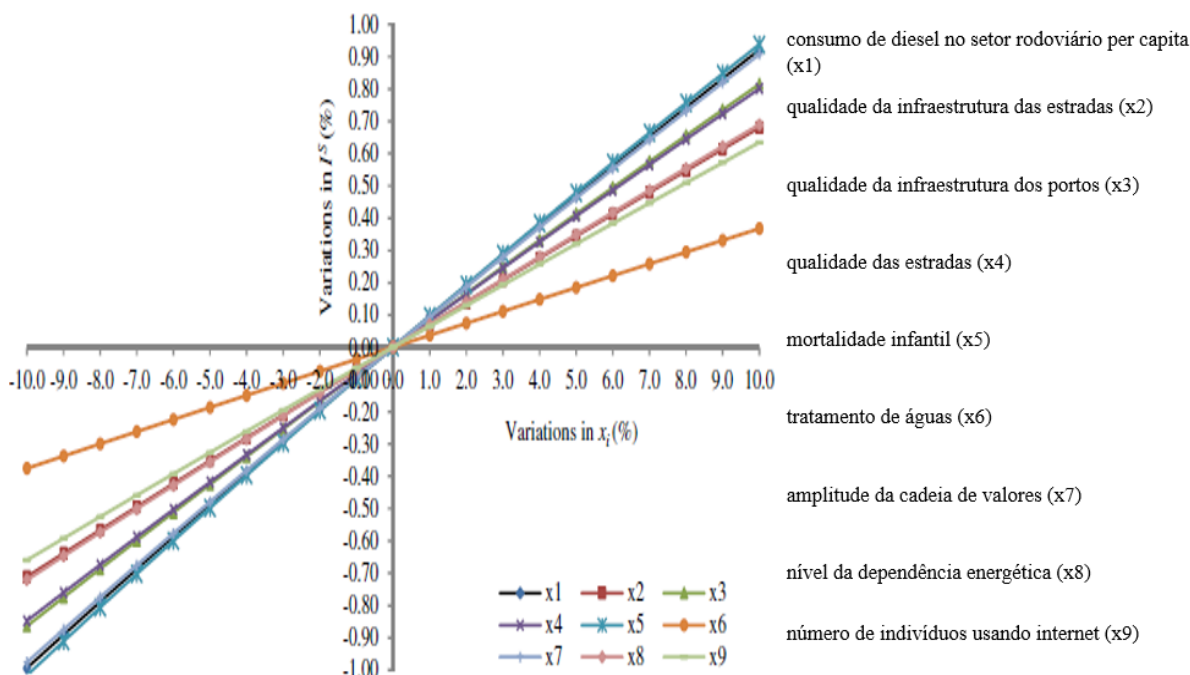 1.00
0.90
0.80
0.70
0.60
0.50
0.40
0.30
0.20
0.10
0.00
-10.0 -9.0 -8.0 -7.0 -6.0 -5.0 -4.0 -3.0 -2.0 0.0 1.0 2.0 3.0 4.0 5.0 6.0 7.0 8.0 9.0 10.0
-0.20
-0.30
-0.40
-0.50
-0.60
-0.70
-0.80
-0.90
-1.00
Variations in I^S (%)
Variations in x_i (%)
x1 x2 x3
x4 x5 x6
x7 x8 x9
consumo de diesel no setor rodoviário per capita
(x1)
qualidade da infraestrutura das estradas (x2)
qualidade da infraestrutura dos portos (x3)
qualidade das estradas (x4)
mortalidade infantil (x5)
tratamento de águas (x6)
amplitude da cadeia de valores (x7)
nível da dependência energética (x8)
número de indivíduos usando internet (x9)